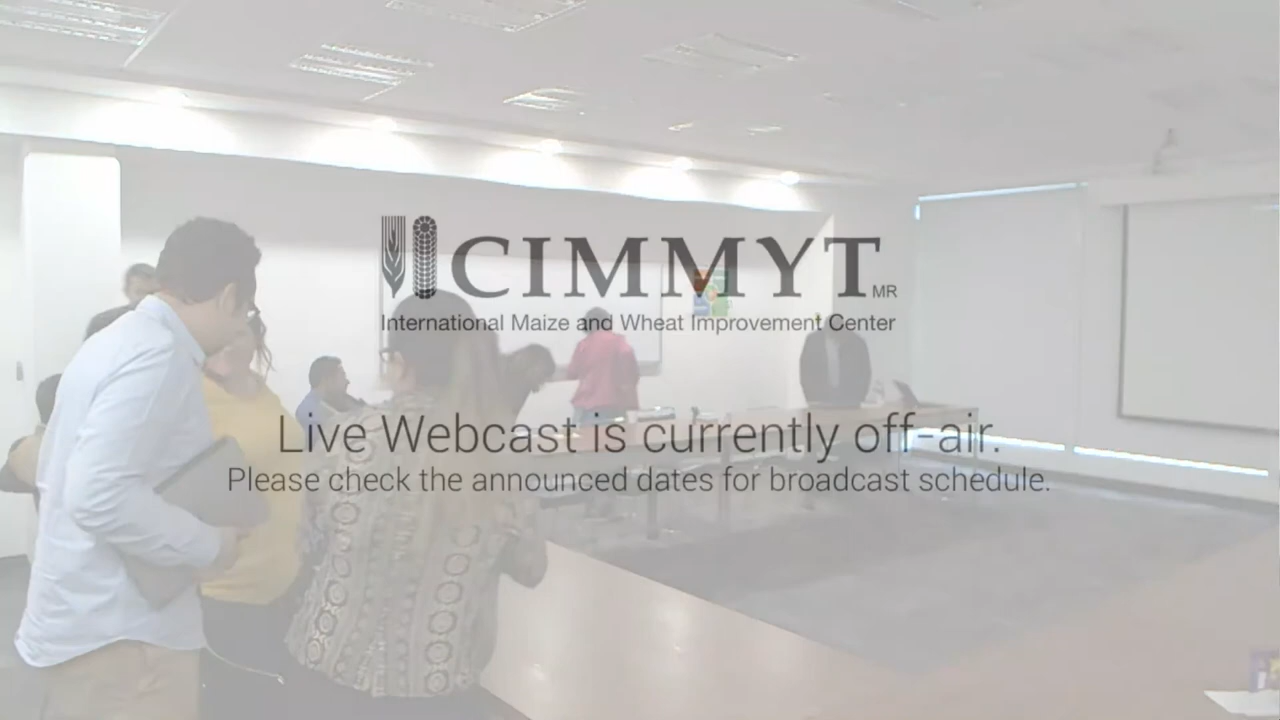 CIMMYT
MR
International Maize and Wheat Improvement Center
Live Webcast is currently off-air.
Please check the announced dates for broadcast schedule.